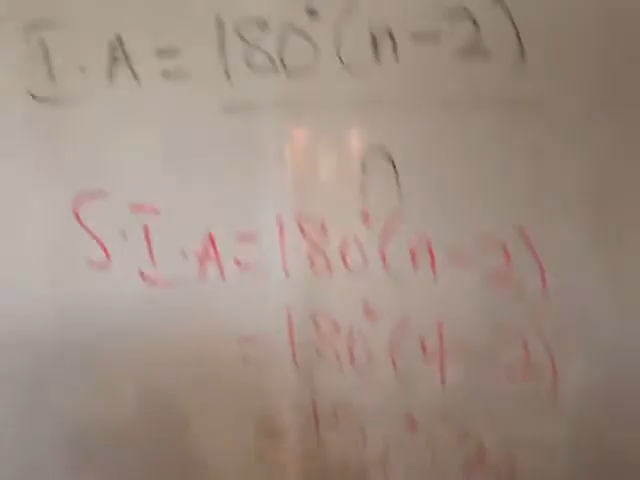 I.A = 180°(n-2)
n
S.I.A = 180°(n-2)
= 180°(4-2)